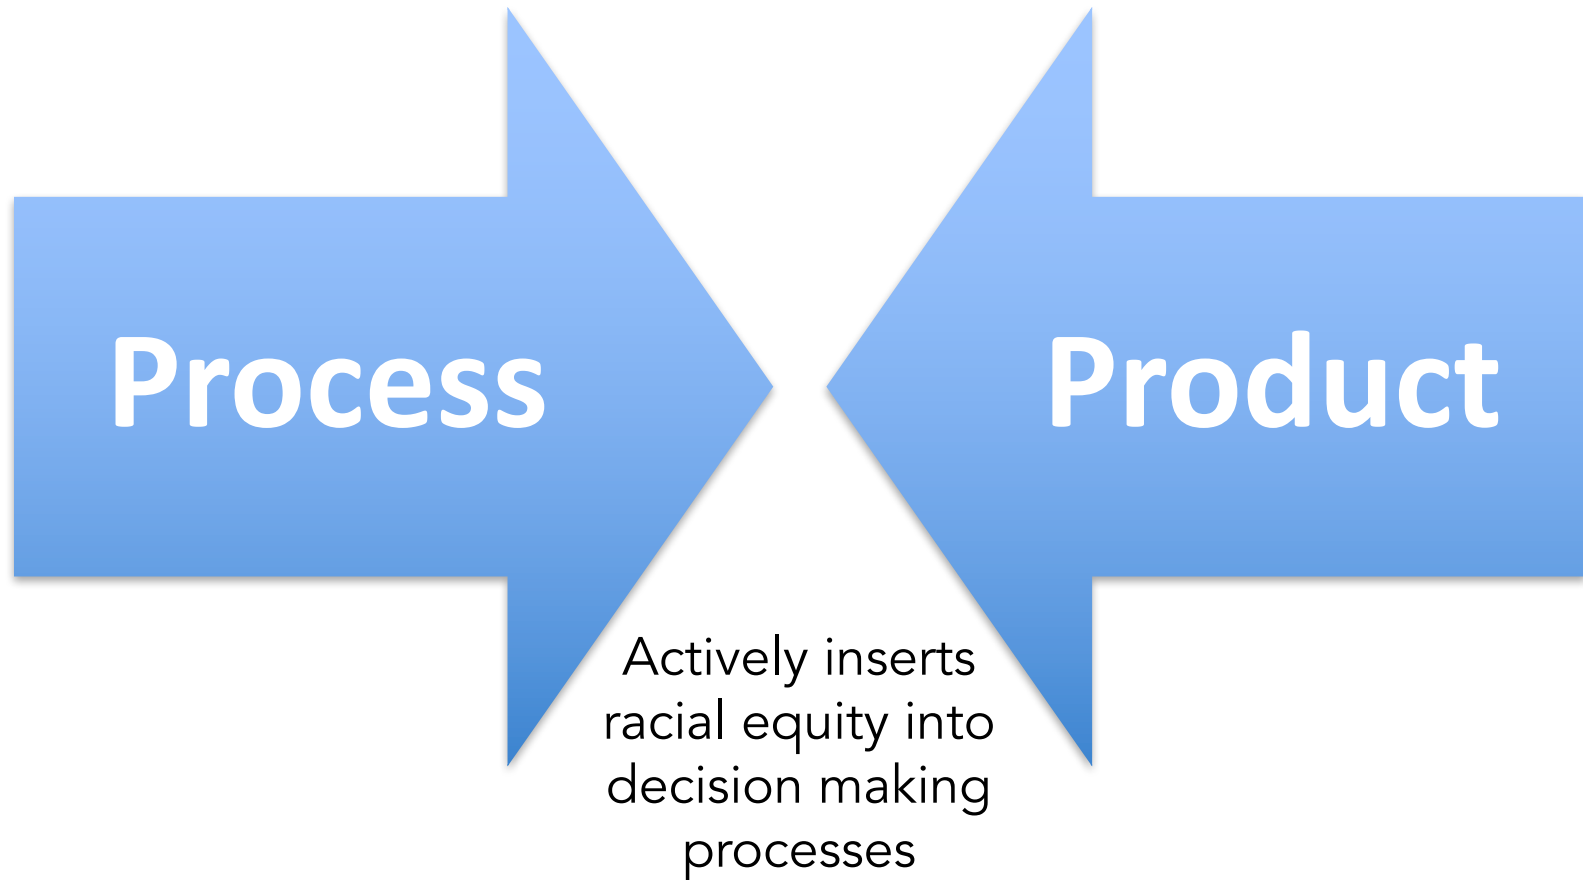 Process
Product
Actively inserts
racial equity into
decision making
processes